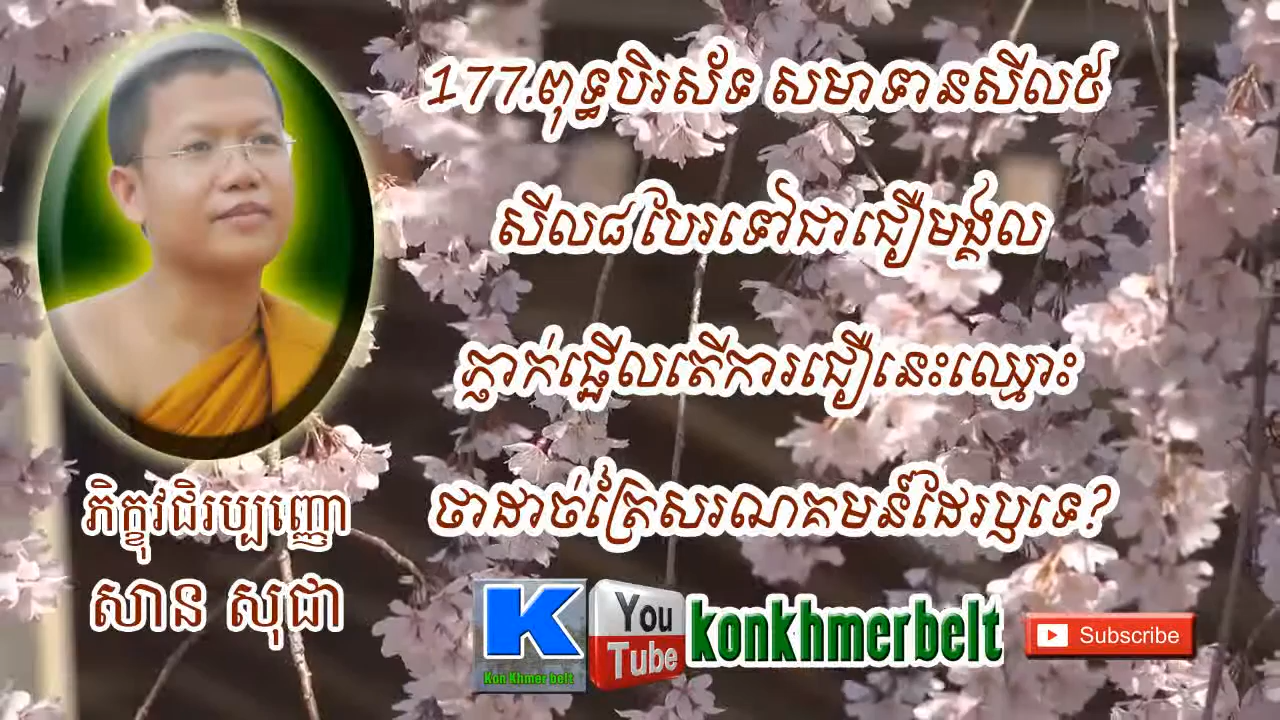 177.ពុទ្ធបរិស័ទ សមាទានសីល៥
សីល៨ បែរទៅជាជឿមង្គល
ភ្ញាក់ផ្អើលតើការជឿនេះឈ្មោះ
ថាដាច់ត្រៃសរណគមន៍ដែរឬទេ?
ភិក្ខុវជិរប្បញ្ញោ
សាន សុជា
K
Kon Khmer belt
You
Tube
konkhmerbelt
Subscribe